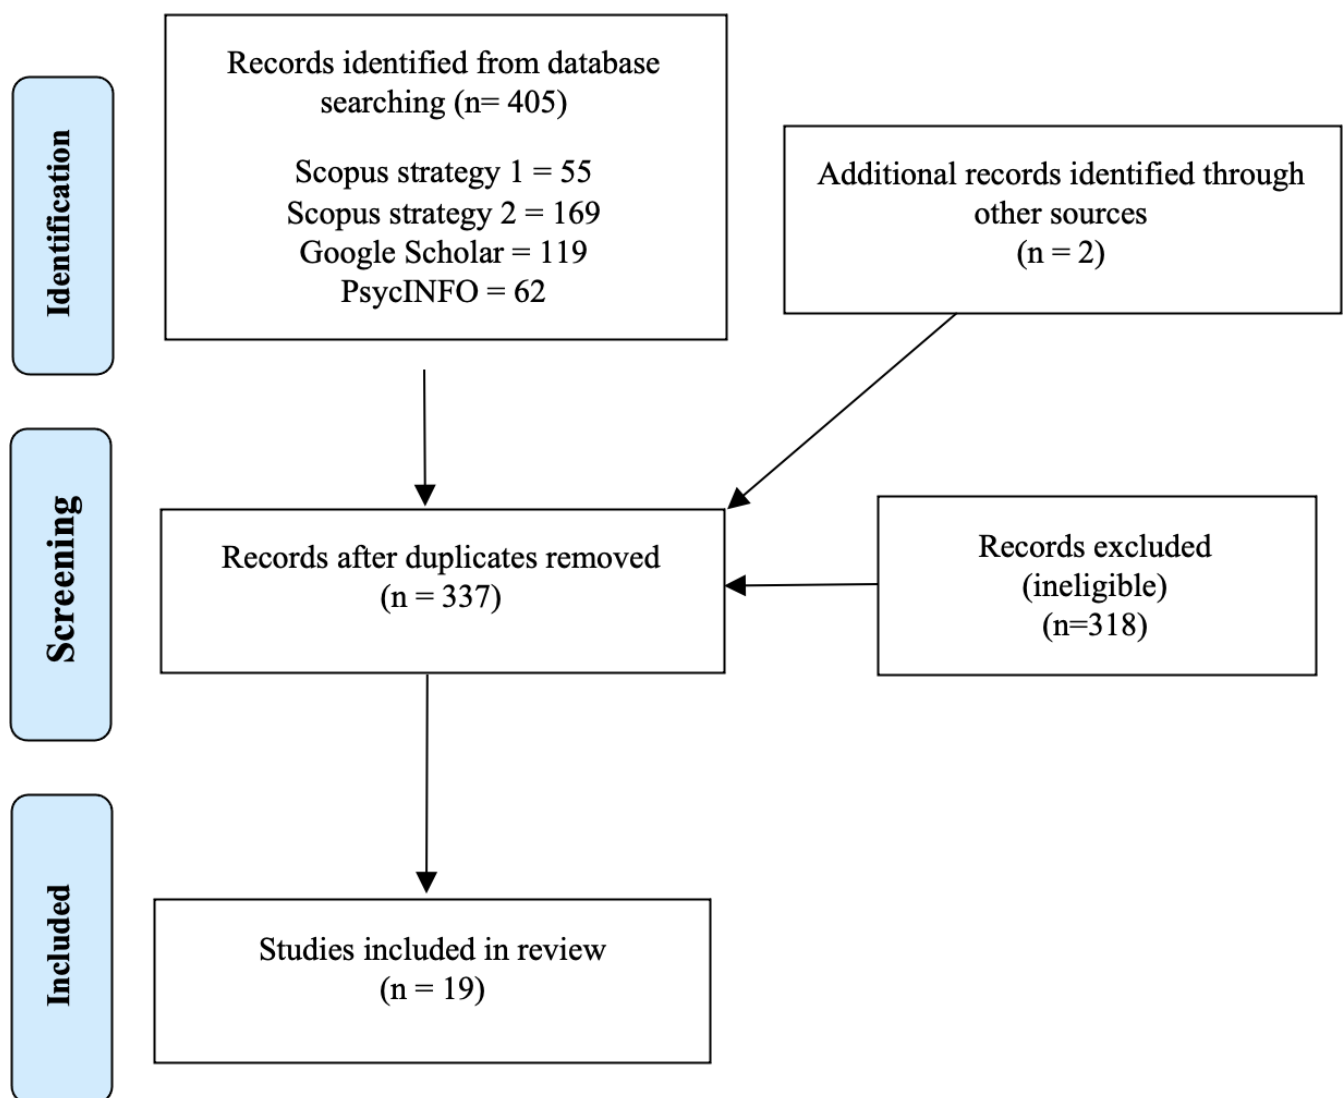 Identification
Records identified from database
searching (n= 405)
Scopus strategy 1 = 55
Scopus strategy 2 = 169
Google Scholar = 119
PsycINFO = 62
Additional records identified through
other sources
(n = 2)
Screening
Records after duplicates removed
(n = 337)
Records excluded
(ineligible)
(n=318)
Included
Studies included in review
(n = 19)